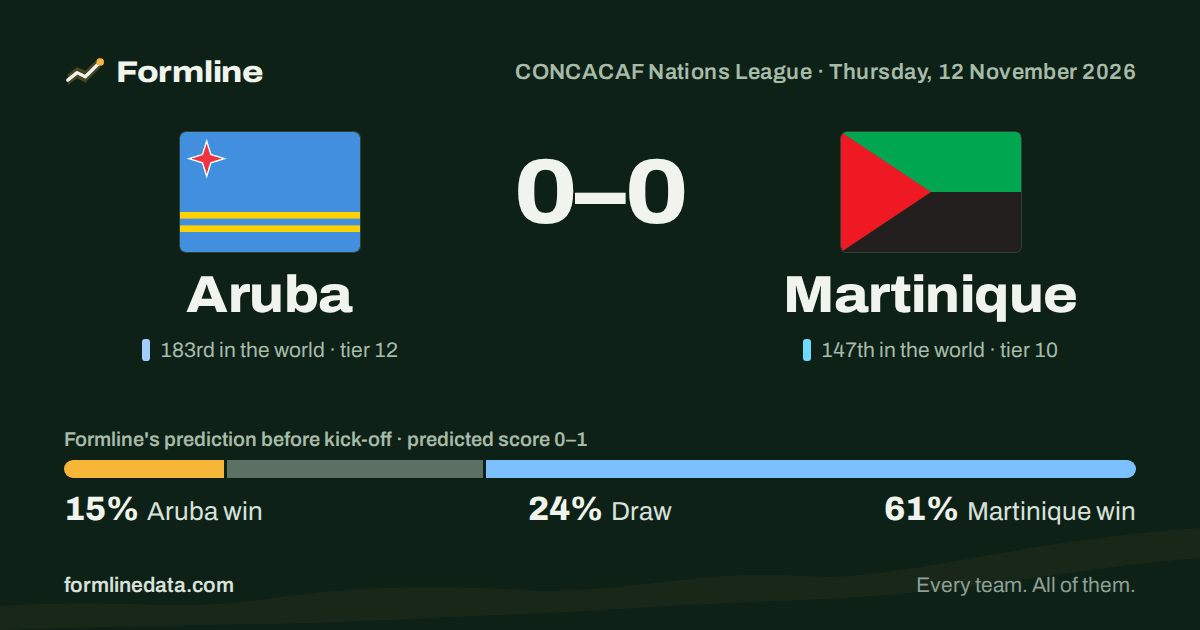 Formline
CONCACAF Nations League · Thursday, 12 November 2026
0–0
Aruba
Martinique
183rd in the world · tier 12
147th in the world · tier 10
Formline's prediction before kick-off · predicted score 0–1
15% Aruba win
24% Draw
61% Martinique win
formlinedata.com
Every team. All of them.